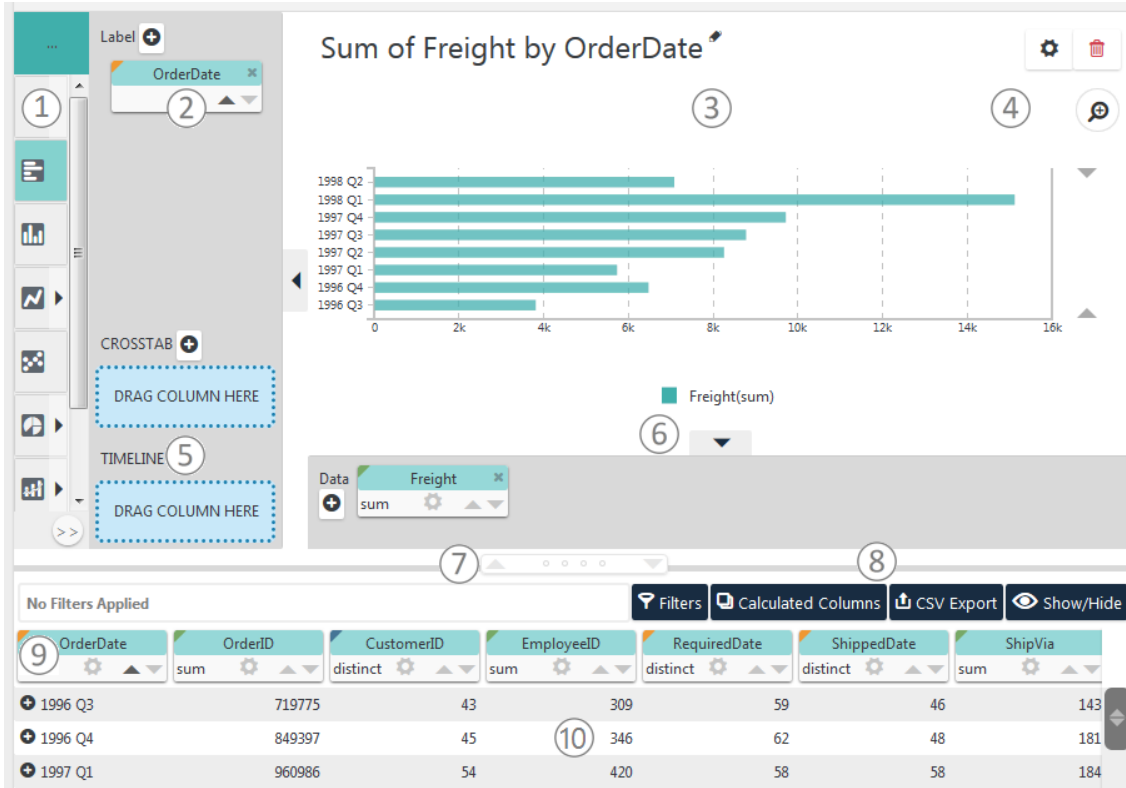 ...
Label
OrderDate
Sum of Freight by OrderDate
1
2
3
4
1998 Q2
1998 Q1
1997 Q4
1997 Q3
1997 Q2
1997 Q1
1996 Q4
1996 Q3
0 2k 4k 6k 8k 10k 12k 14k 16k
Freight(sum)
CROSSTAB
DRAG COLUMN HERE
TIMELINE
5
DRAG COLUMN HERE
>>
6
Data
Freight
sum
7
8
No Filters Applied
Filters Calculated Columns CSV Export Show/Hide
9
OrderDate OrderID CustomerID EmployeeID RequiredDate ShippedDate ShipVia
sum distinct sum distinct distinct sum
1996 Q3 719775 43 309 59 46 143
1996 Q4 849397 45 346 62 48 181
10
1997 Q1 960986 54 420 58 58 184